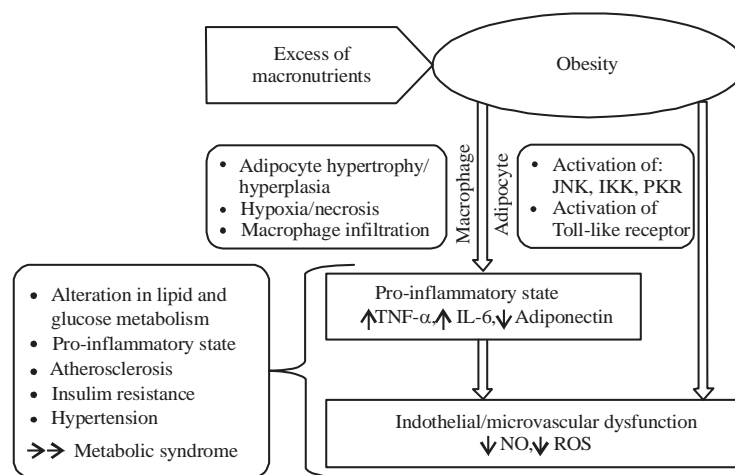 Excess of
macronutrients
Obesity
• Adipocyte hypertrophy/
hyperplasia
• Hypoxia/necrosis
• Macrophage infiltration
Macrophage
Adipocyte
• Activation of:
JNK, IKK, PKR
• Activation of
Toll-like receptor
• Alteration in lipid and
glucose metabolism
• Pro-inflammatory state
• Atherosclerosis
• Insulim resistance
• Hypertension
→→ Metabolic syndrome
Pro-inflammatory state
↑TNF-α,↑ IL-6,↓ Adiponectin
Indothelial/microvascular dysfunction
↓ NO,↓ ROS